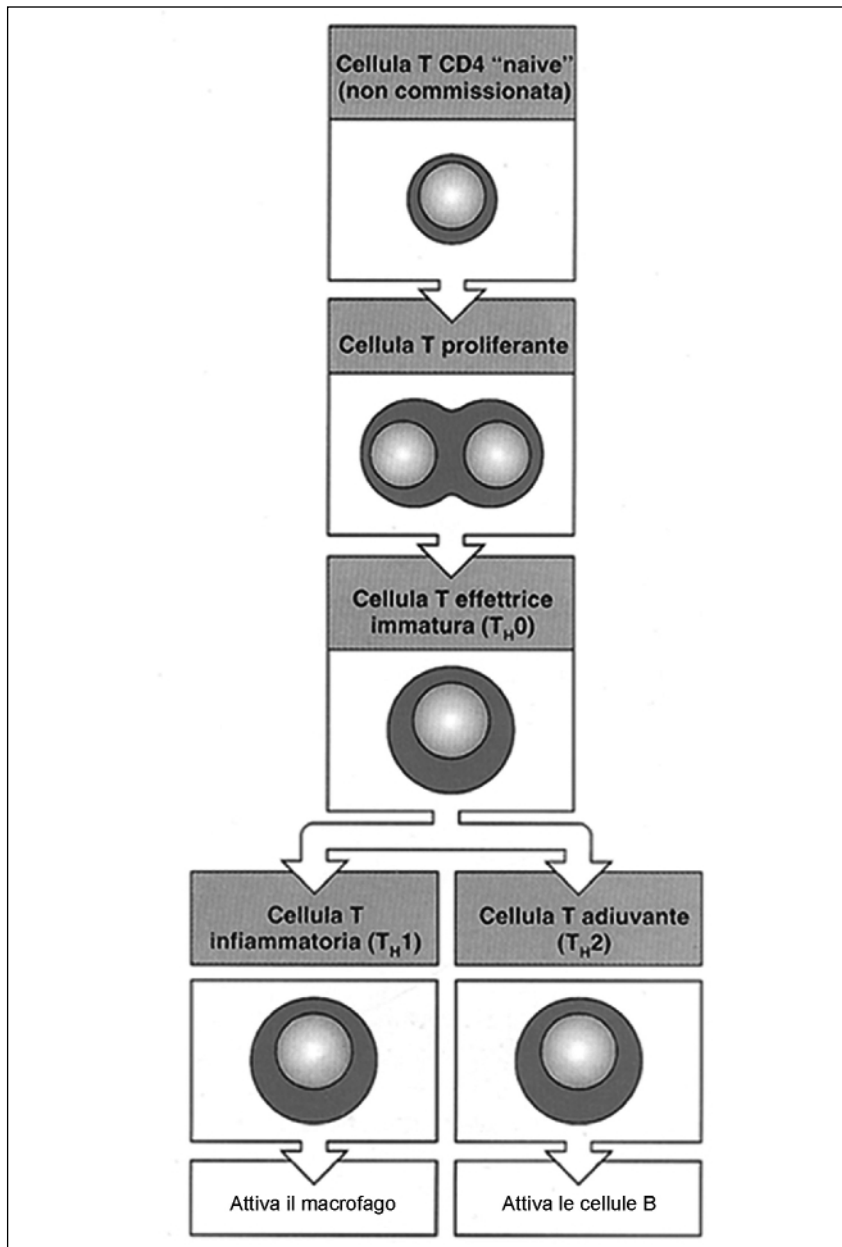 Cellula T CD4 “naive”
(non commissionata)
Cellula T proliferante
Cellula T effettrice
immatura (TH0)
Cellula T
infiammatoria (TH1)
Cellula T adiuvante
(TH2)
Attiva il macrofago
Attiva le cellule B